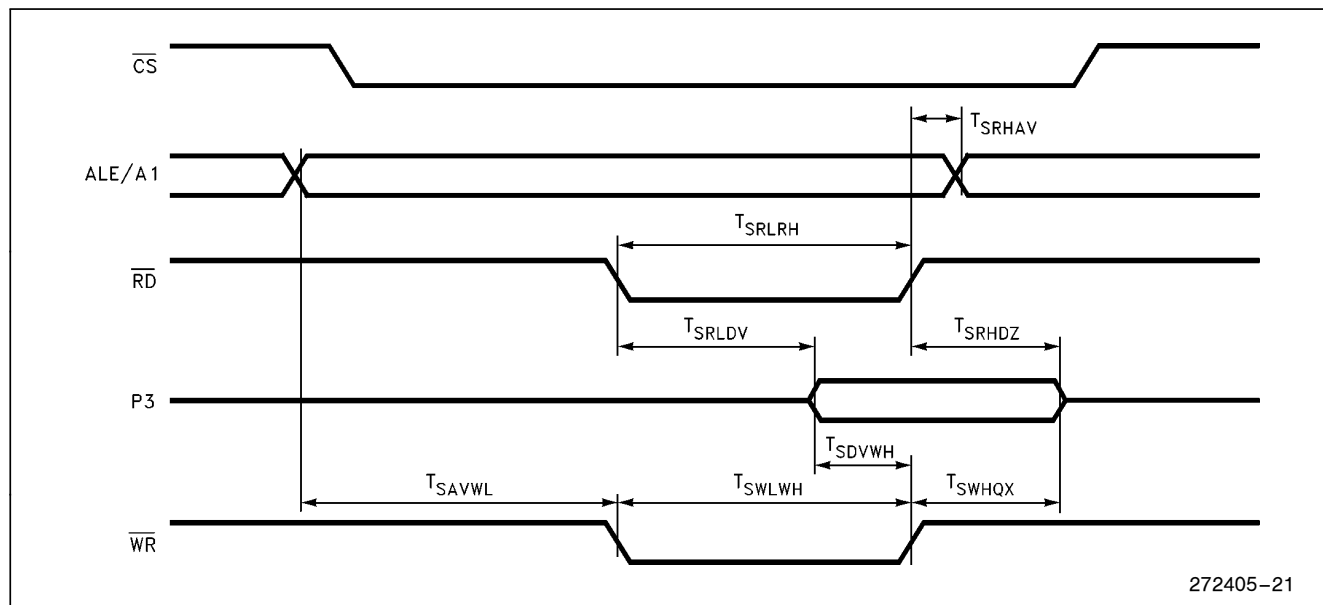 CS
T_SRHAV
ALE/A1
T_SRLRH
RD
T_SRLDV
T_SRHDZ
P3
T_SDVWH
T_SAVWL
T_SWLWH
T_SWHQX
WR
272405-21